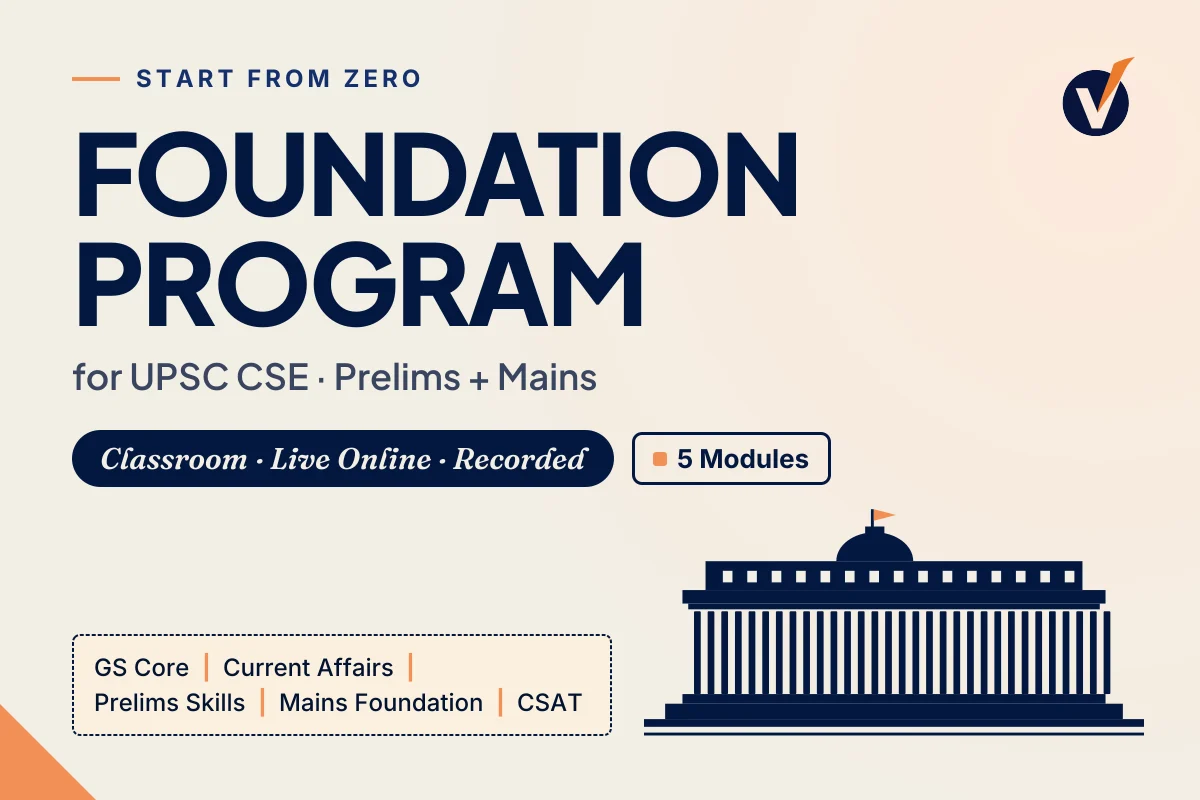 START FROM ZERO
FOUNDATION
PROGRAM
for UPSC CSE · Prelims + Mains
Classroom · Live Online · Recorded
5 Modules
GS Core | Current Affairs |
Prelims Skills | Mains Foundation | CSAT